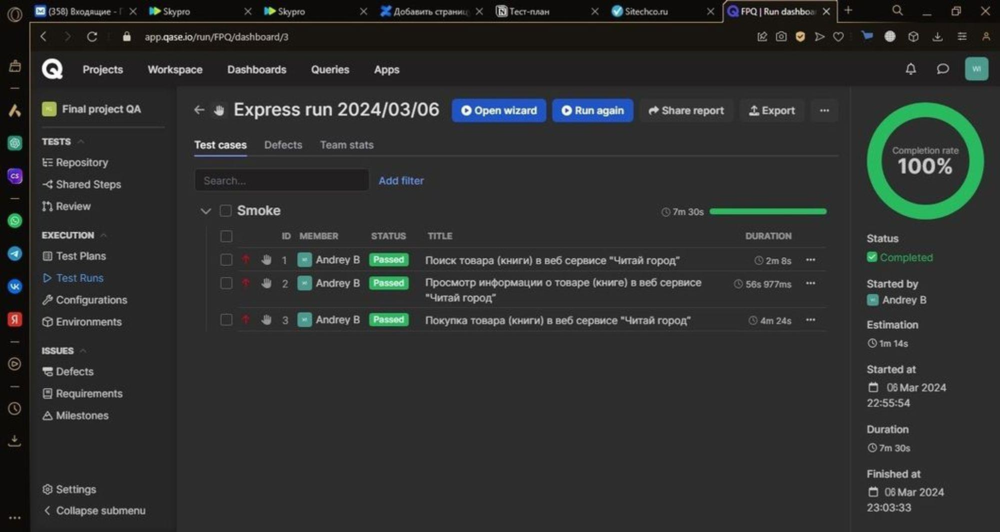 (358) Входящие - Г
Skypro
Skypro
Добавить страницу
Тест-план
Sitechco.ru
FPQ | Run dashboa
app.qase.io/run/FPQ/dashboard/3
Projects
Workspace
Dashboards
Queries
Apps
WI
Final project QA
TESTS
Repository
Shared Steps
Review
EXECUTION
Test Plans
Test Runs
Configurations
Environments
ISSUES
Defects
Requirements
Milestones
Settings
Collapse submenu
CS
Я
Express run 2024/03/06
Open wizard
Run again
Share report
Export
Test cases
Defects
Team stats
Search...
Add filter
Smoke
7m 30s
ID MEMBER STATUS TITLE DURATION
1 Andrey B Passed Поиск товара (книги) в веб сервисе "Читай город" 2m 8s
2 Andrey B Passed Просмотр информации о товаре (книге) в веб сервисе 56s 977ms
"Читай город"
3 Andrey B Passed Покупка товара (книги) в веб сервисе "Читай город" 4m 24s
Completion rate
100%
Status
Completed
Started by
Andrey B
Estimation
1m 14s
Started at
06 Mar 2024
22:55:54
Duration
7m 30s
Finished at
06 Mar 2024
23:03:33